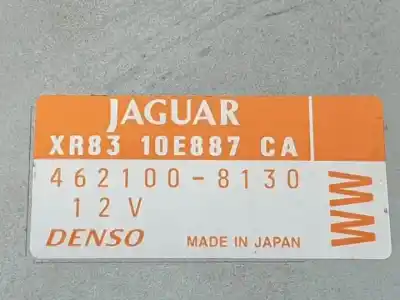 JAGUAR
XR83 10E887 CA
462100-8130
12V
DENSO MADE IN JAPAN
WW